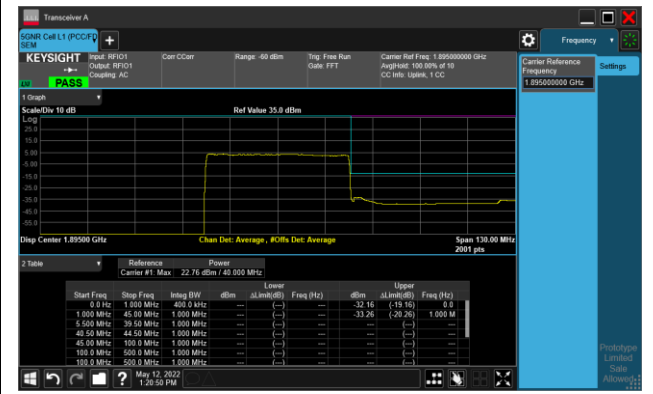 Transceiver A
5GNR Cell L1 (PCC/FD
SEM
+
Frequency
KEYSIGHT
Input: RFIO1
Output: RFIO1
Coupling: AC
Corr CCorr
Range: -60 dBm
Trig: Free Run
Gate: FFT
Carrier Ref Freq: 1.895000000 GHz
Avg|Hold: 100.00% of 10
CC Info: Uplink, 1 CC
PASS
Carrier Reference
Frequency
1.895000000 GHz
Settings
1 Graph
Scale/Div 10 dB
Ref Value 35.0 dBm
Log
25.0
15.0
5.00
-5.00
-15.0
-25.0
-35.0
-45.0
-55.0
Disp Center 1.89500 GHz
Chan Det: Average , #Offs Det: Average
Span 130.00 MHz
2001 pts
2 Table
Reference Power
Carrier #1: Max 22.76 dBm / 40.000 MHz
Lower Upper
Start Freq Stop Freq Integ BW dBm ΔLimit(dB) Freq (Hz) dBm ΔLimit(dB) Freq (Hz)
0.0 Hz 1.000 MHz 400.0 kHz --- (---) --- -32.16 (-19.16) 0.0
1.000 MHz 45.00 MHz 1.000 MHz --- (---) --- -33.26 (-20.26) 1.000 M
5.500 MHz 39.50 MHz 1.000 MHz --- (---) --- --- (---) ---
40.50 MHz 44.50 MHz 1.000 MHz --- (---) --- --- (---) ---
45.00 MHz 100.0 MHz 1.000 MHz --- (---) --- --- (---) ---
100.0 MHz 500.0 MHz 1.000 MHz --- (---) --- --- (---) ---
100.0 MHz 500.0 MHz 1.000 MHz --- (---) --- --- (---) ---
?
May 12, 2022
1:20:50 PM
Prototype
Limited
Sale
Allowed